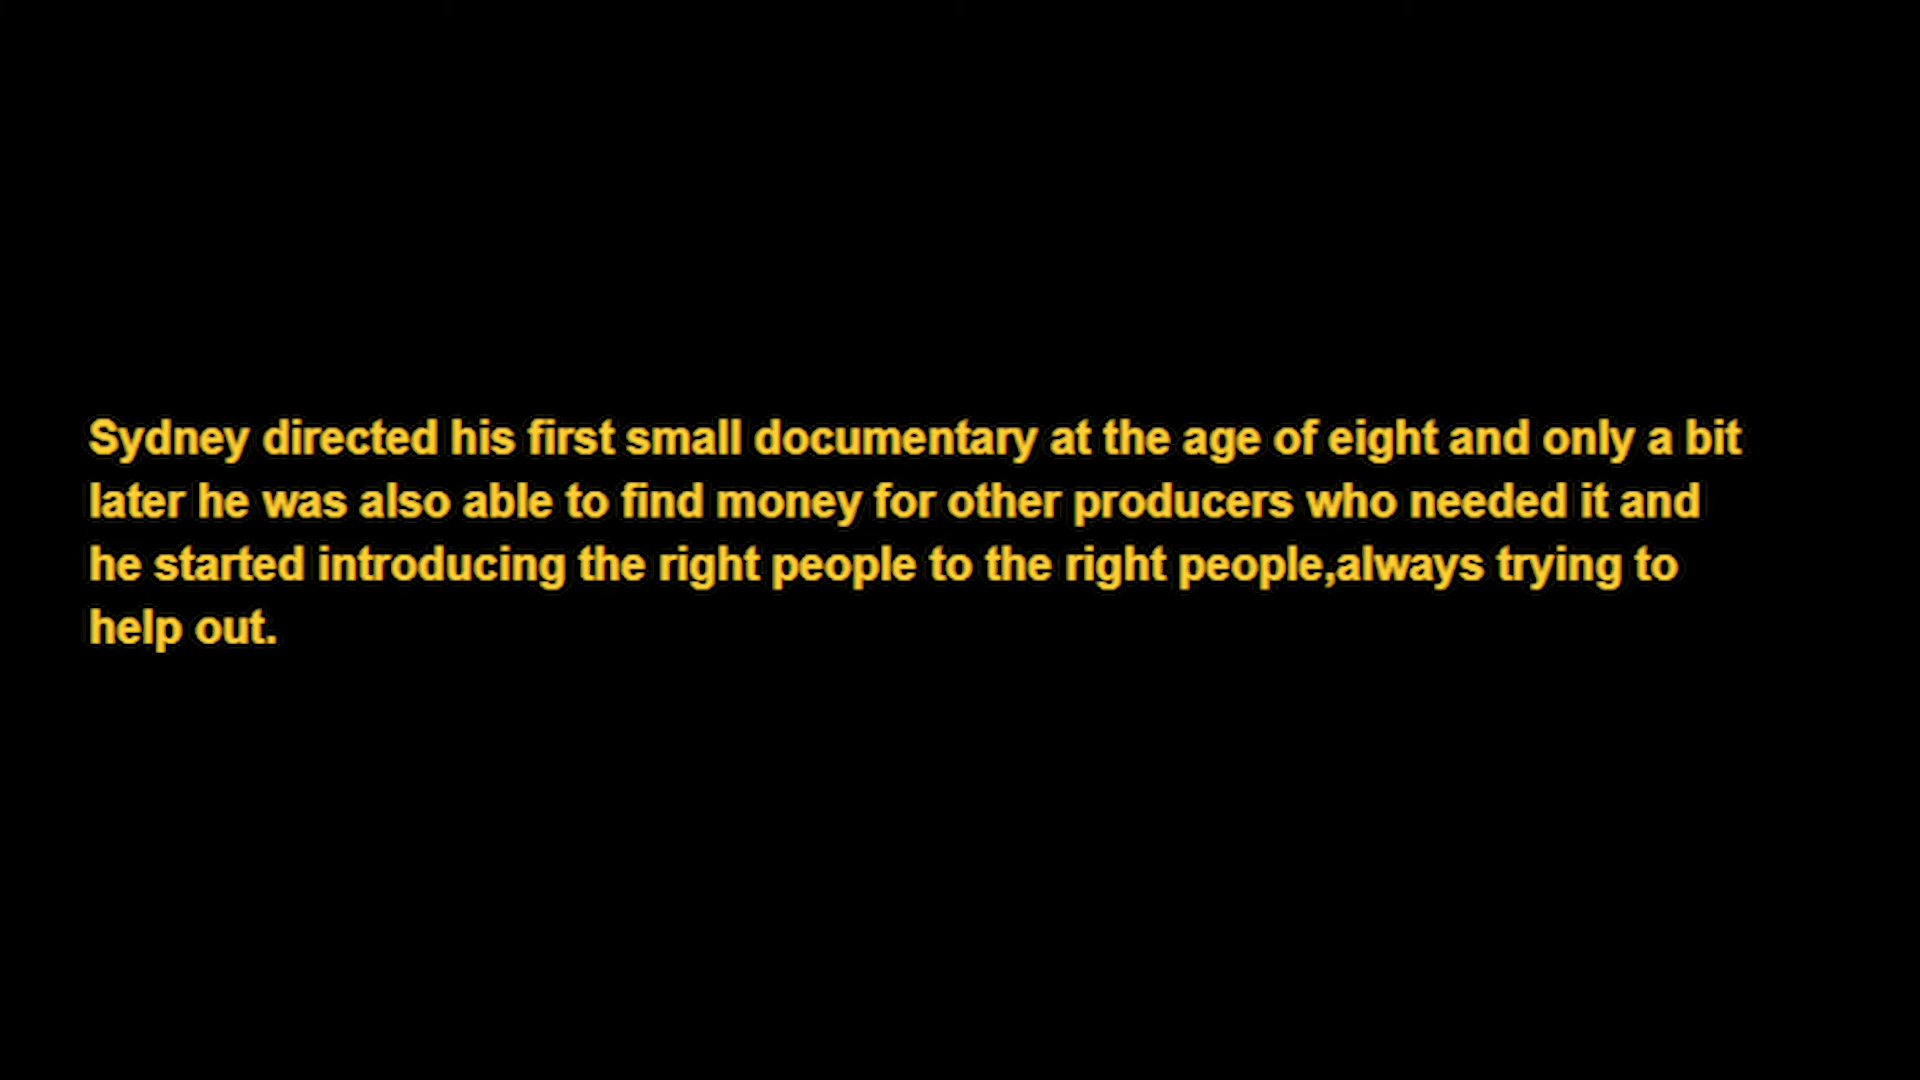 Sydney directed his first small documentary at the age of eight and only a bit
later he was also able to find money for other producers who needed it and
he started introducing the right people to the right people,always trying to
help out.